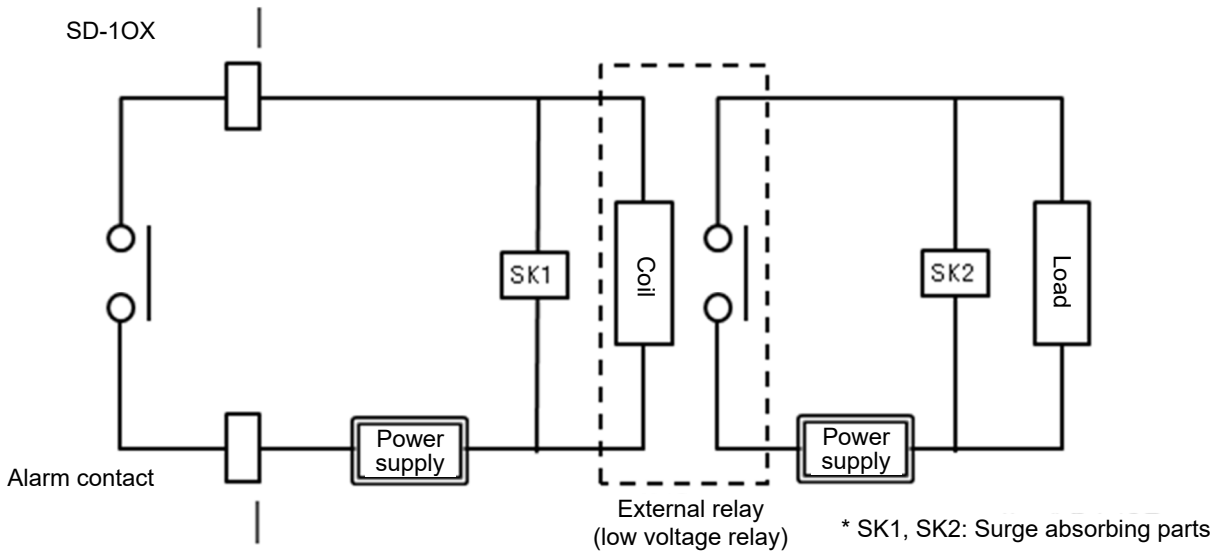 SD-1OX
SK1
Coil
SK2
Load
Power
supply
Power
supply
Alarm contact
External relay
(low voltage relay)
* SK1, SK2: Surge absorbing parts